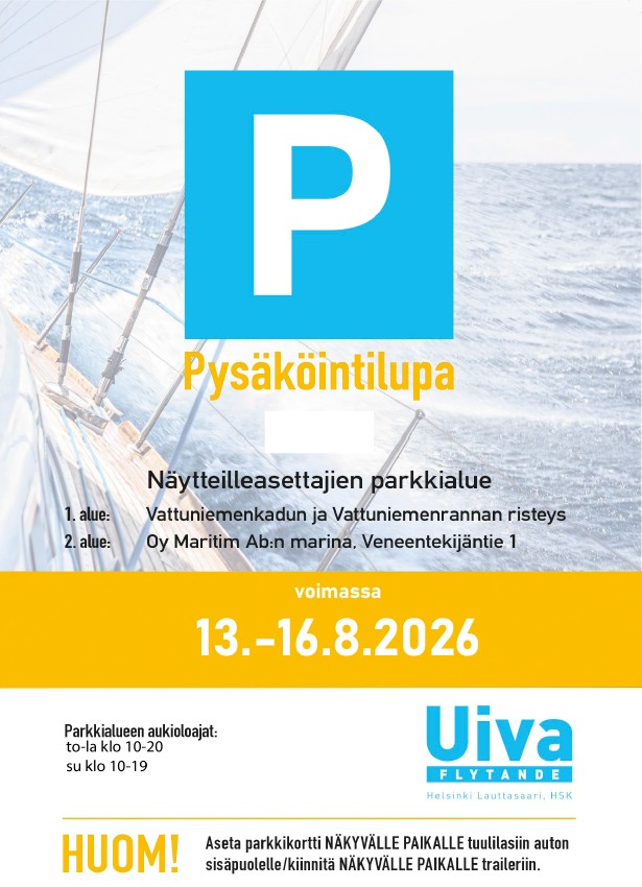 P
Pysäköintilupa
Näytteilleasettajien parkkialue
1. alue: Vattuniemenkadun ja Vattuniemenrannan risteys
2. alue: Oy Maritim Ab:n marina, Veneentekijäntie 1
voimassa
13.-16.8.2026
Parkkialueen aukioloajat:
to-la klo 10-20
su klo 10-19
Uiva
FLYTANDE
Helsinki Lauttasaari, HSK
HUOM! Aseta parkkikortti NÄKYVÄLLE PAIKALLE tuulilasiin auton
sisäpuolelle/kiinnitä NÄKYVÄLLE PAIKALLE traileriin.